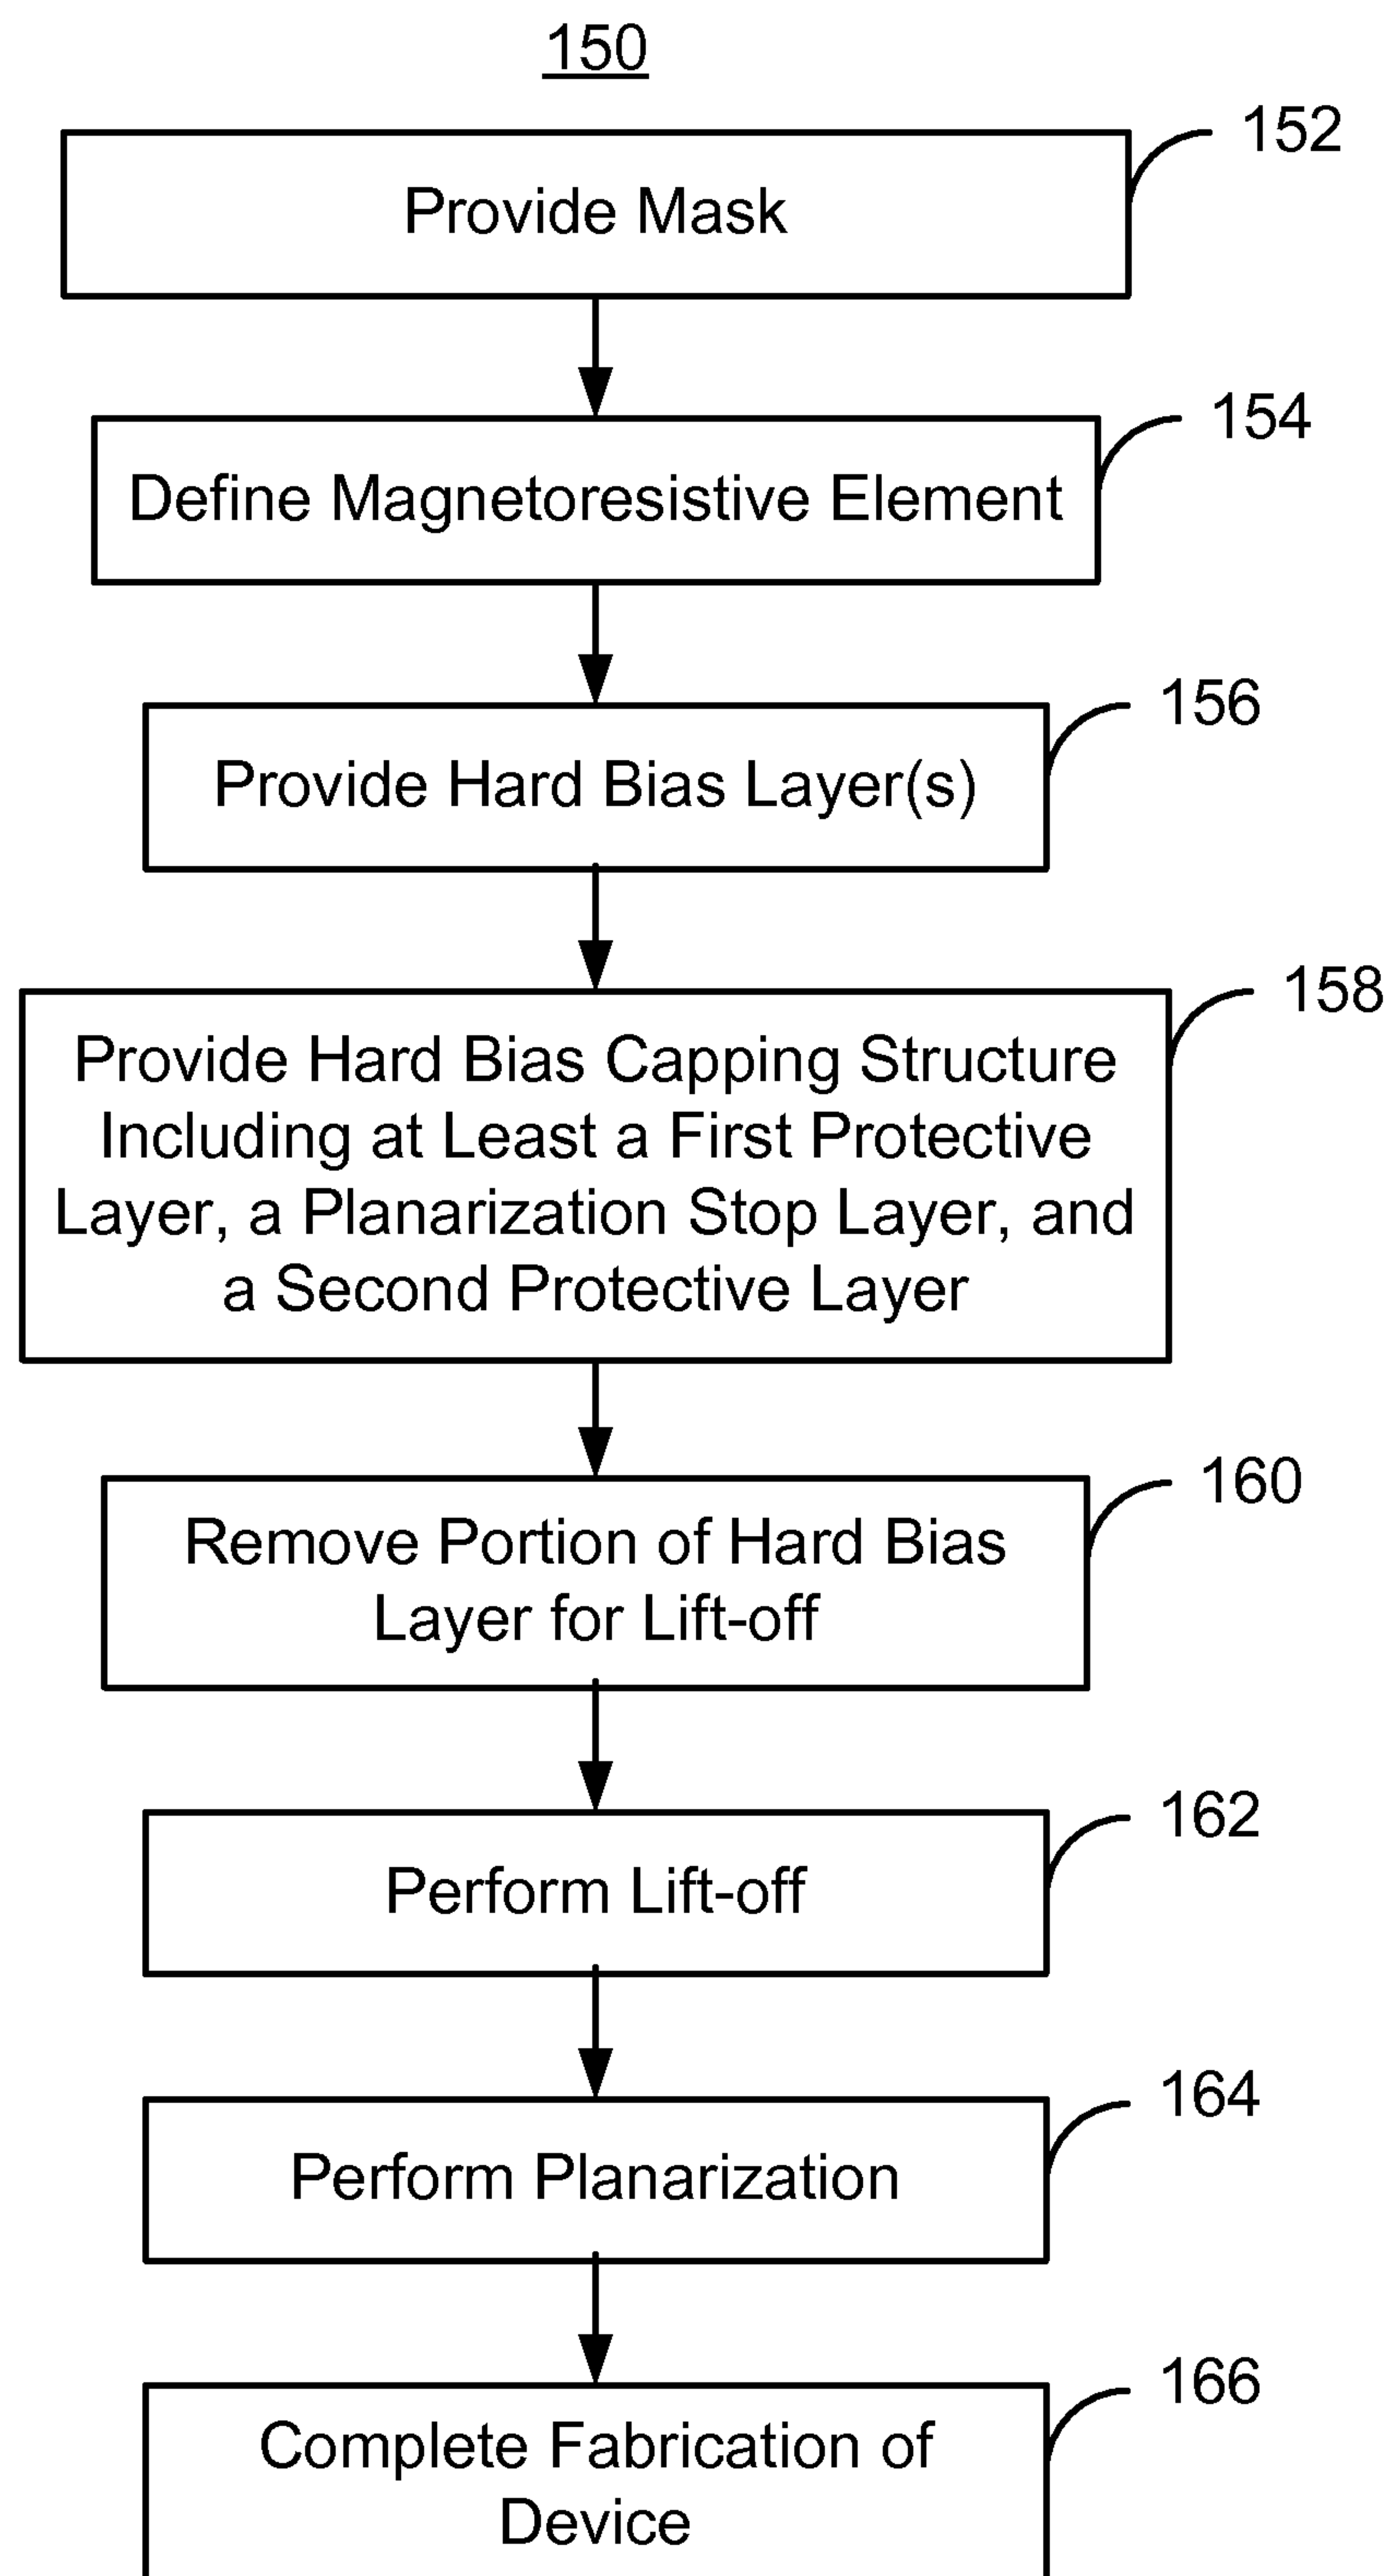 150
152
Provide Mask
154
Define Magnetoresistive Element
156
Provide Hard Bias Layer(s)
158
Provide Hard Bias Capping Structure
Including at Least a First Protective
Layer, a Planarization Stop Layer, and
a Second Protective Layer
160
Remove Portion of Hard Bias
Layer for Lift-off
162
Perform Lift-off
164
Perform Planarization
166
Complete Fabrication of
Device